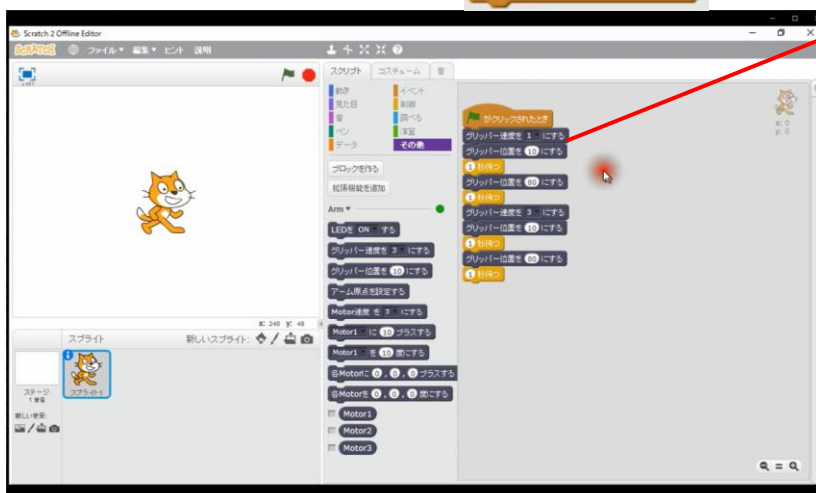 Scratch 2 Offline Editor
SCRATCH ファイル▼ 編集▼ ヒント 説明
スクリプト コスチューム 音
動き イベント
見た目 制御
音 調べる
ペン 演算
データ その他
ブロックを作る
拡張機能を追加
Arm▼
LEDを ON する
グリッパー速度を 3 にする
グリッパー位置を 10 にする
アーム原点を設定する
Motor速度 を 3 にする
Motor1 に 10 プラスする
Motor1 を 10 度にする
各Motorに 0 , 0 , 0 プラスする
各Motorを 0 , 0 , 0 度にする
Motor1
Motor2
Motor3
がクリックされたとき
グリッパー速度を 1 にする
グリッパー位置を 10 にする
1 秒待つ
グリッパー位置を 80 にする
1 秒待つ
グリッパー速度を 3 にする
グリッパー位置を 10 にする
1 秒待つ
グリッパー位置を 80 にする
1 秒待つ
x: 0
y: 0
x: 240 y: 48
スプライト 新しいスプライト:
ステージ
1 背景
新しい背景:
スプライト1